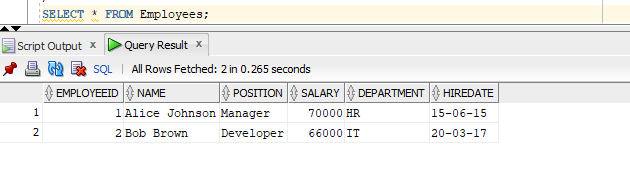 SELECT * FROM Employees;
Script Output x Query Result x
SQL | All Rows Fetched: 2 in 0.265 seconds
EMPLOYEEID NAME POSITION SALARY DEPARTMENT HIREDATE
1 1 Alice Johnson Manager 70000 HR 15-06-15
2 2 Bob Brown Developer 66000 IT 20-03-17